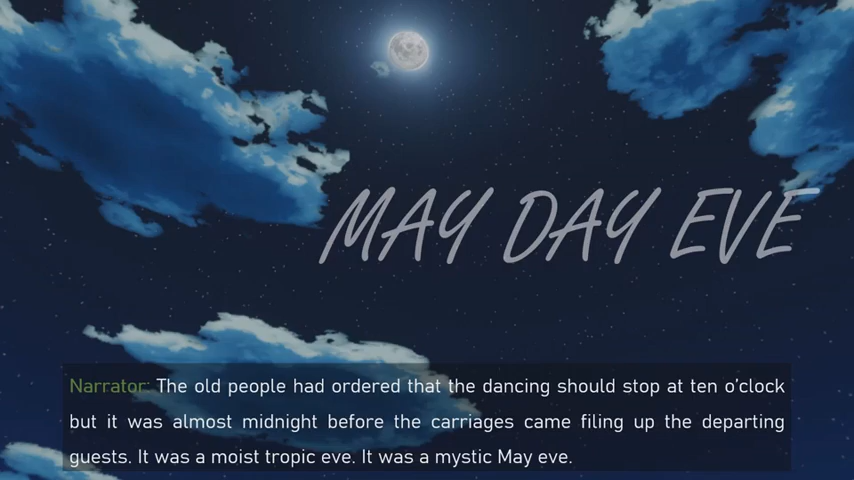 MAY DAY EVE
Narrator: The old people had ordered that the dancing should stop at ten o'clock
but it was almost midnight before the carriages came filing up the departing
guests. It was a moist tropic eve. It was a mystic May eve.